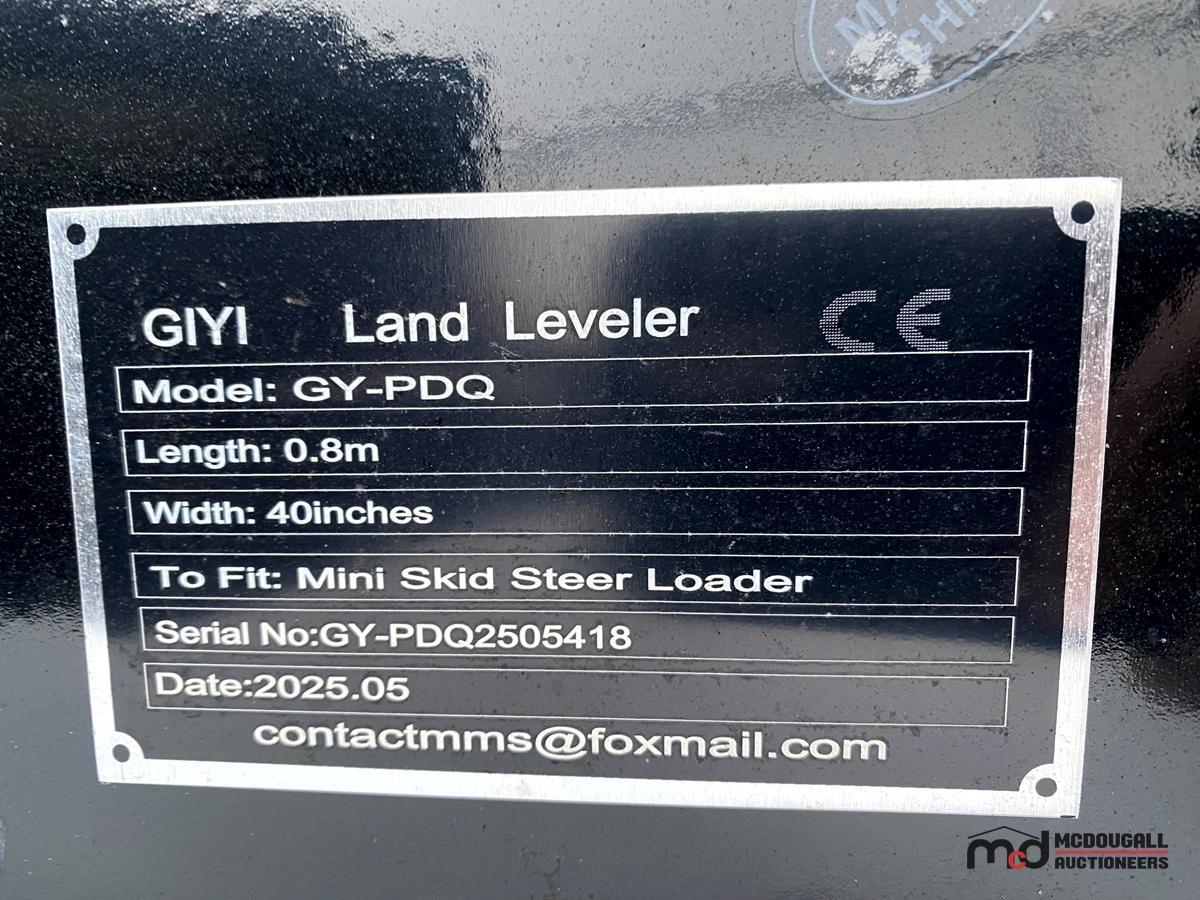 GIYI Land Leveler CE
Model: GY-PDQ
Length: 0.8m
Width: 40inches
To Fit: Mini Skid Steer Loader
Serial No:GY-PDQ2505418
Date:2025.05
contactmms@foxmail.com
mcd MCDOUGALL
AUCTIONEERS